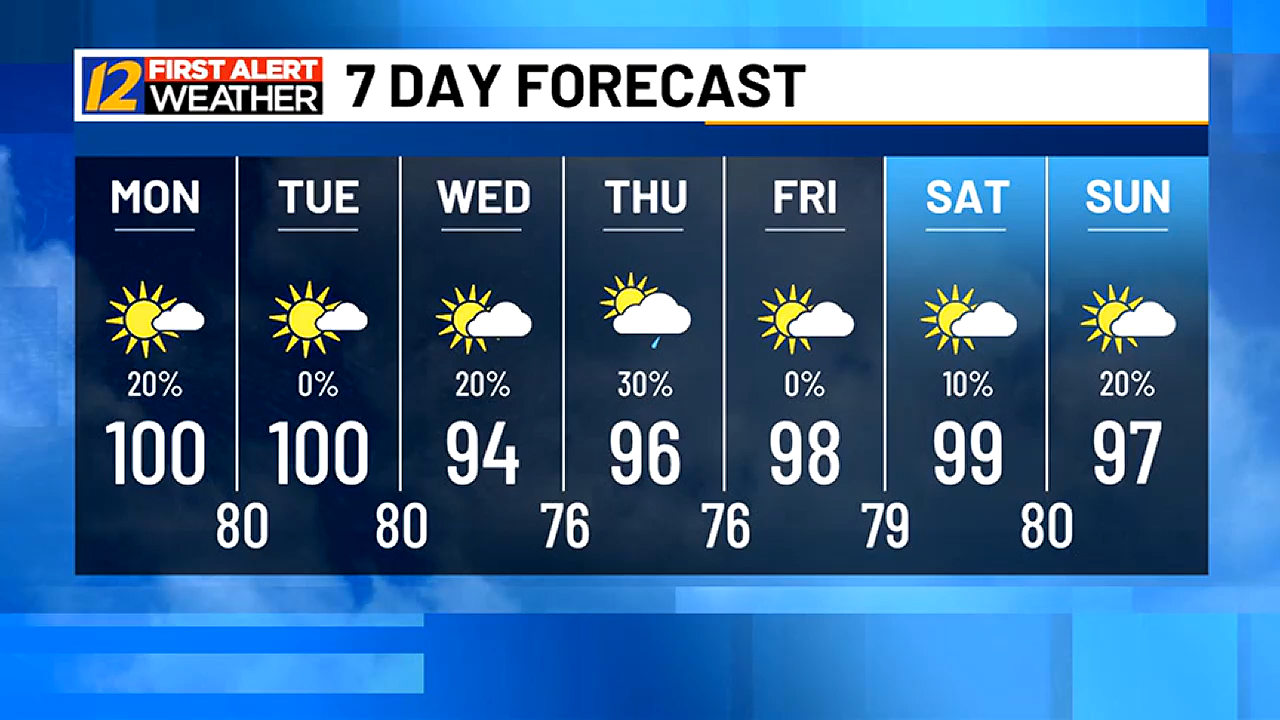 12 FIRST ALERT WEATHER
7 DAY FORECAST
MON TUE WED THU FRI SAT SUN
20% 0% 20% 30% 0% 10% 20%
100 100 94 96 98 99 97
80 80 76 76 79 80